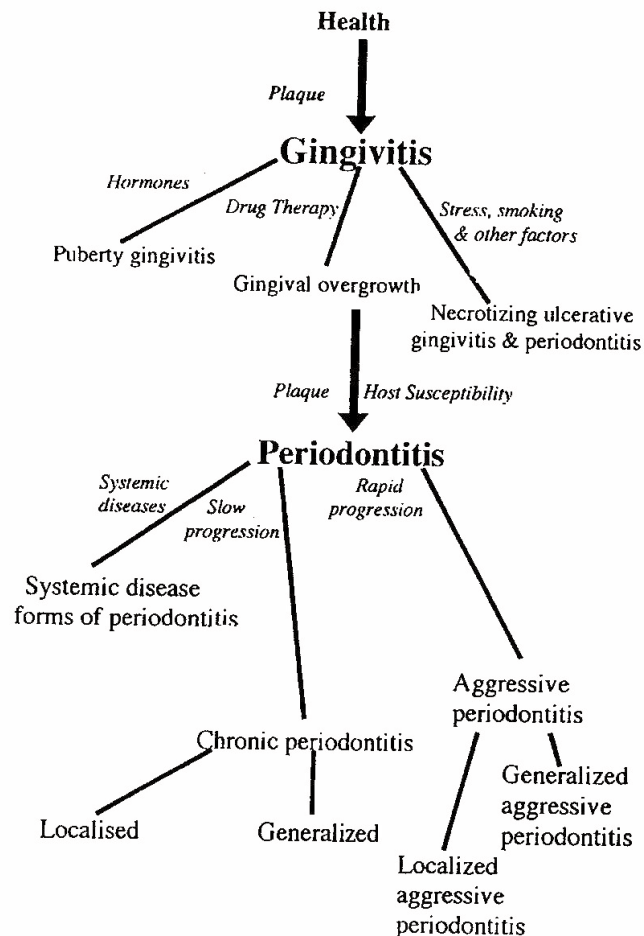 Health
Plaque
Gingivitis
Hormones
Drug Therapy
Stress, smoking
& other factors
Puberty gingivitis
Gingival overgrowth
Necrotizing ulcerative
gingivitis & periodontitis
Plaque
Host Susceptibility
Periodontitis
Systemic
diseases
Slow
progression
Rapid
progression
Systemic disease
forms of periodontitis
Aggressive
periodontitis
Chronic periodontitis
Localised
Generalized
Generalized
aggressive
periodontitis
Localized
aggressive
periodontitis